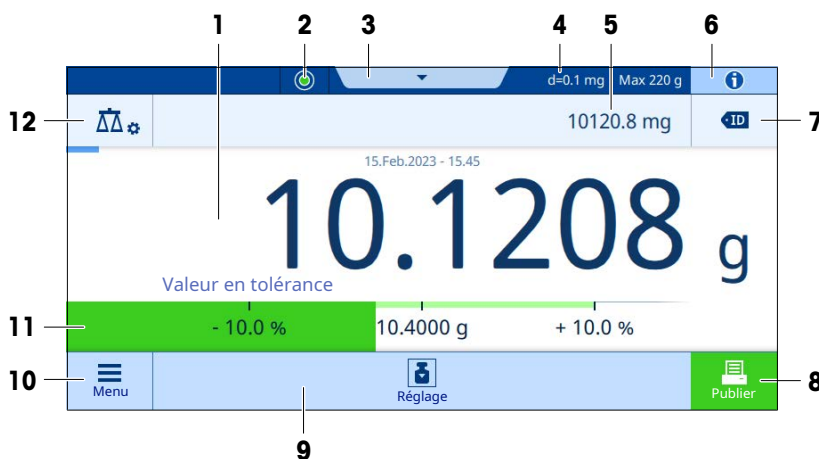 1 2 3 4 5 6
d=0.1 mg Max 220 g
12 10120.8 mg ID 7
15.Feb.2023 - 15.45
10.1208 g
Valeur en tolérance
11 - 10.0 % 10.4000 g + 10.0 %
10 Menu Réglage Publier 8
9